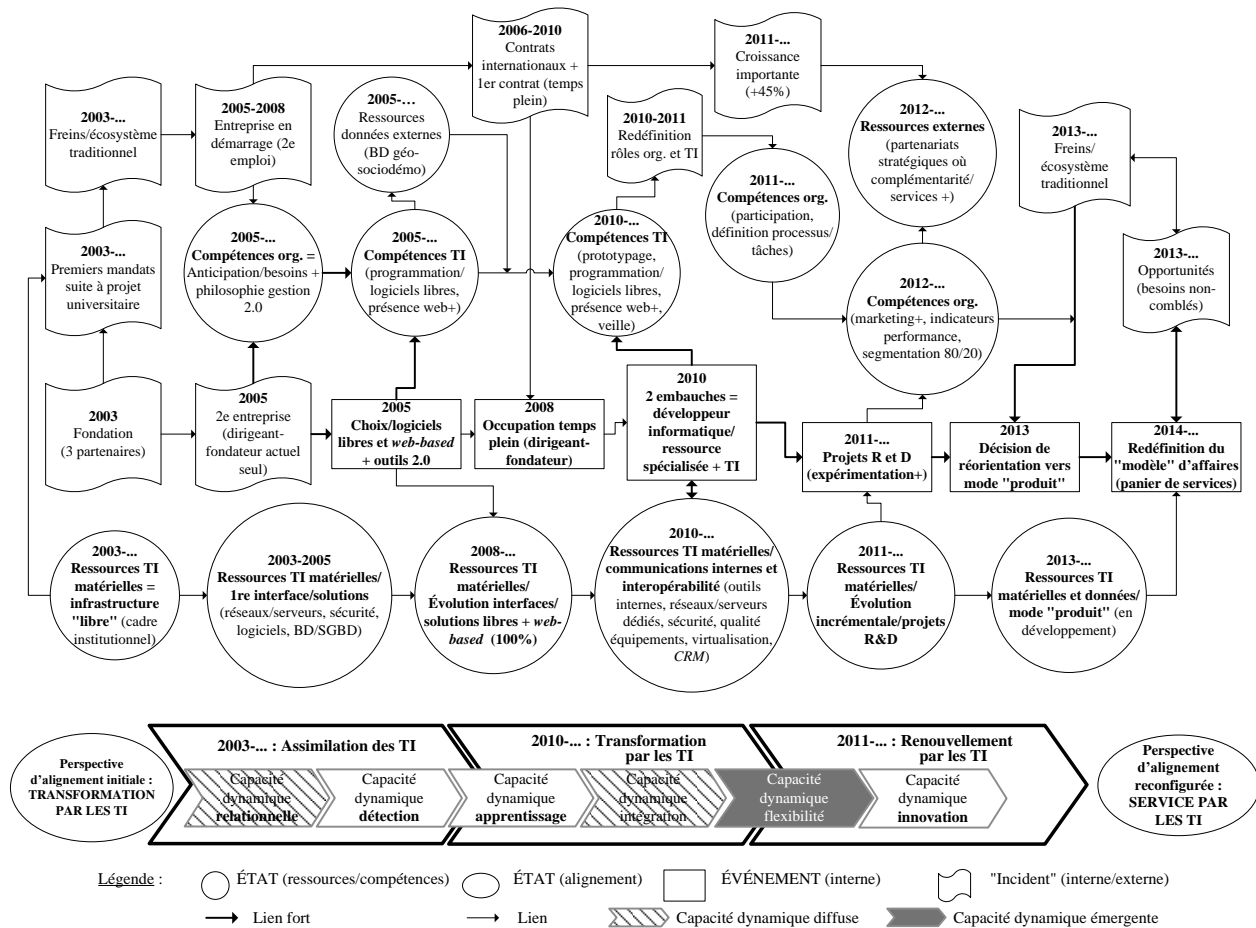 2006-2010
Contrats
internationaux +
1er contrat (temps
plein)
2011-...
Croissance
importante
(+45%)
2003-...
Freins/écosystème
traditionnel
2005-2008
Entreprise en
démarrage (2e
emploi)
2005-…
Ressources
données externes
(BD géo-
sociodémo)
2010-2011
Redéfinition
rôles org. et TI
2012-...
Ressources externes
(partenariats
stratégiques où
complémentarité/
services +)
2013-...
Freins/
écosystème
traditionnel
2011-...
Compétences org.
(participation,
définition processus/
tâches)
2003-...
Premiers mandats
suite à projet
universitaire
2005-...
Compétences org. =
Anticipation/besoins +
philosophie gestion
2.0
2005-...
Compétences TI
(programmation/
logiciels libres,
présence web+)
2010-...
Compétences TI
(prototypage,
programmation/
logiciels libres,
présence web+,
veille)
2012-...
Compétences org.
(marketing+, indicateurs
performance,
segmentation 80/20)
2013-...
Opportunités
(besoins non-
comblés)
2003
Fondation
(3 partenaires)
2005
2e entreprise
(dirigeant-
fondateur actuel
seul)
2005
Choix/logiciels
libres et web-based
+ outils 2.0
2008
Occupation temps
plein (dirigeant-
fondateur)
2010
2 embauches =
développeur
informatique/
ressource
spécialisée + TI
2011-...
Projets R et D
(expérimentation+)
2013
Décision de
réorientation vers
mode "produit"
2014-...
Redéfinition du
"modèle" d’affaires
(panier de services)
2003-...
Ressources TI
matérielles =
infrastructure
"libre" (cadre
institutionnel)
2003-2005
Ressources TI matérielles/
1re interface/solutions
(réseaux/serveurs, sécurité,
logiciels, BD/SGBD)
2008-...
Ressources TI
matérielles/
Évolution interfaces/
solutions libres + web-
based (100%)
2010-...
Ressources TI matérielles/
communications internes et
interopérabilité (outils
internes, réseaux/serveurs
dédiés, sécurité, qualité
équipements, virtualisation,
CRM)
2011-...
Ressources TI
matérielles/
Évolution
incrémentale/projets
R&D
2013-...
Ressources TI
matérielles et données/
mode "produit" (en
développement)
Perspective
d’alignement initiale :
TRANSFORMATION
PAR LES TI
2003-... : Assimilation des TI
Capacité
dynamique
relationnelle
Capacité
dynamique
détection
2010-... : Transformation
par les TI
Capacité
dynamique
apprentissage
Capacité
dynamique
intégration
2011-... : Renouvellement
par les TI
Capacité
dynamique
flexibilité
Capacité
dynamique
innovation
Perspective
d’alignement
reconfigurée :
SERVICE PAR
LES TI
Légende :
ÉTAT (ressources/compétences)
ÉTAT (alignement)
ÉVÉNEMENT (interne)
"Incident" (interne/externe)
Lien fort
Lien
Capacité dynamique diffuse
Capacité dynamique émergente